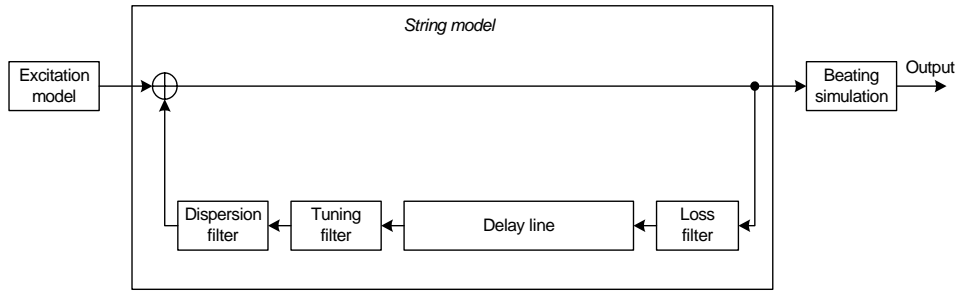 String model
Excitation
model
Beating
simulation
Output
Dispersion
filter
Tuning
filter
Delay line
Loss
filter